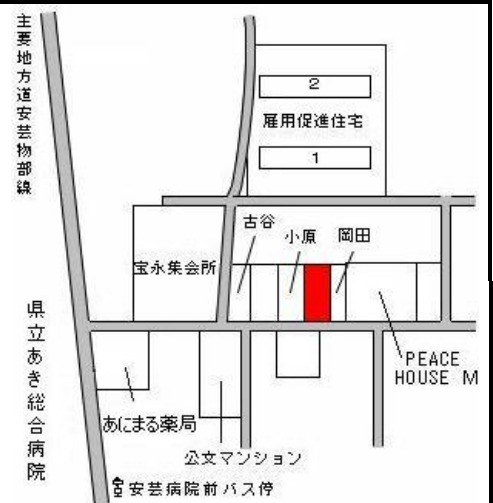 主要地方道安芸物部線
2
雇用促進住宅
1
古谷
小原
岡田
宝永集会所
県立あき総合病院
PEACE
HOUSE M
あにまる薬局
公文マンション
安芸病院前バス停